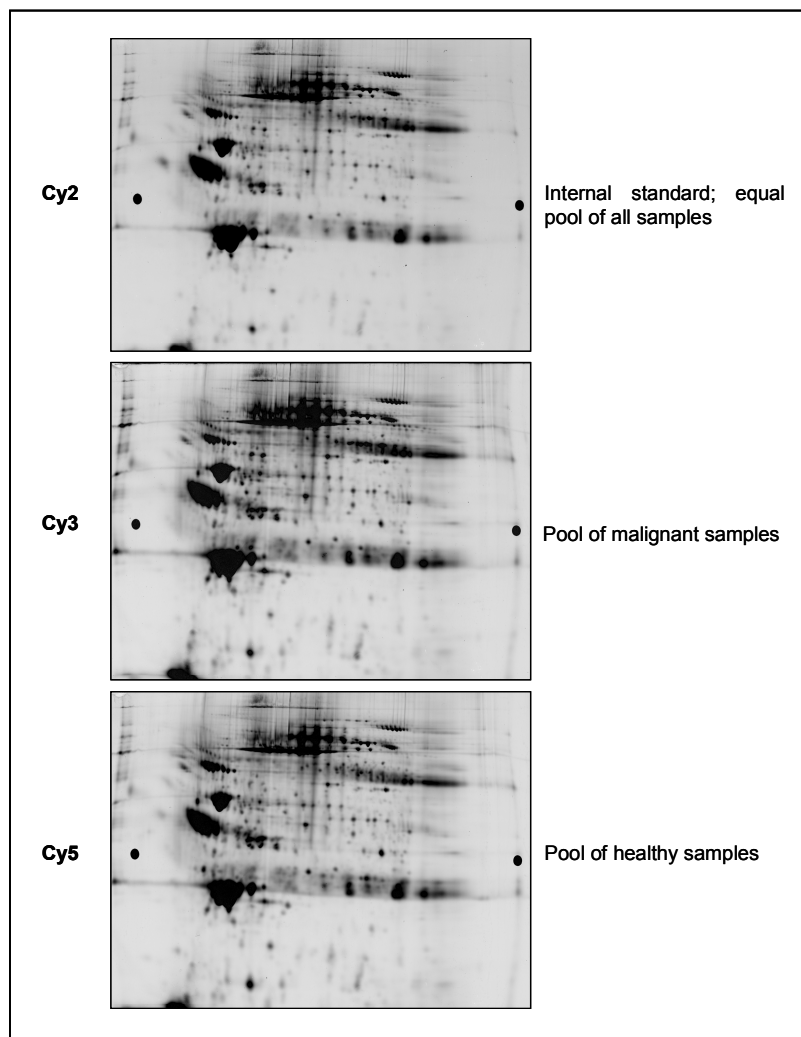 Cy2
Internal standard; equal
pool of all samples
Cy3
Pool of malignant samples
Cy5
Pool of healthy samples